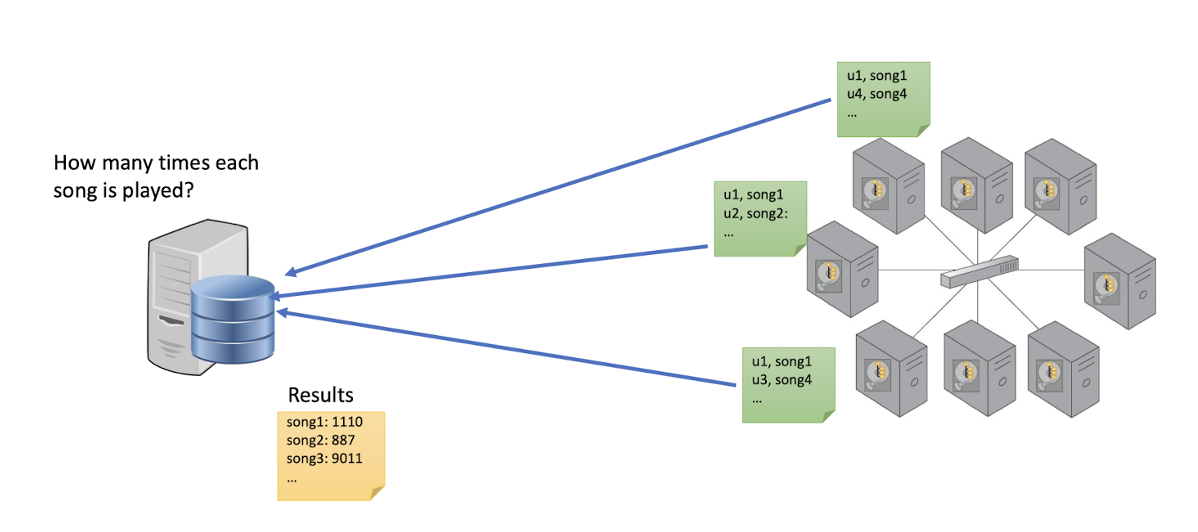 u1, song1
u4, song4
...
How many times each
song is played?
u1, song1
u2, song2:
...
u1, song1
u3, song4
...
Results
song1: 1110
song2: 887
song3: 9011
...